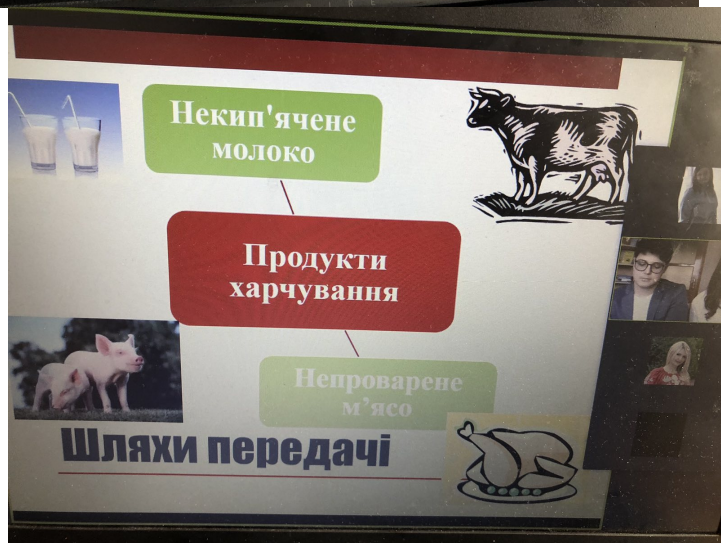 Некип'ячене
молоко
Продукти
харчування
Непроварене
м’ясо
Шляхи передачі